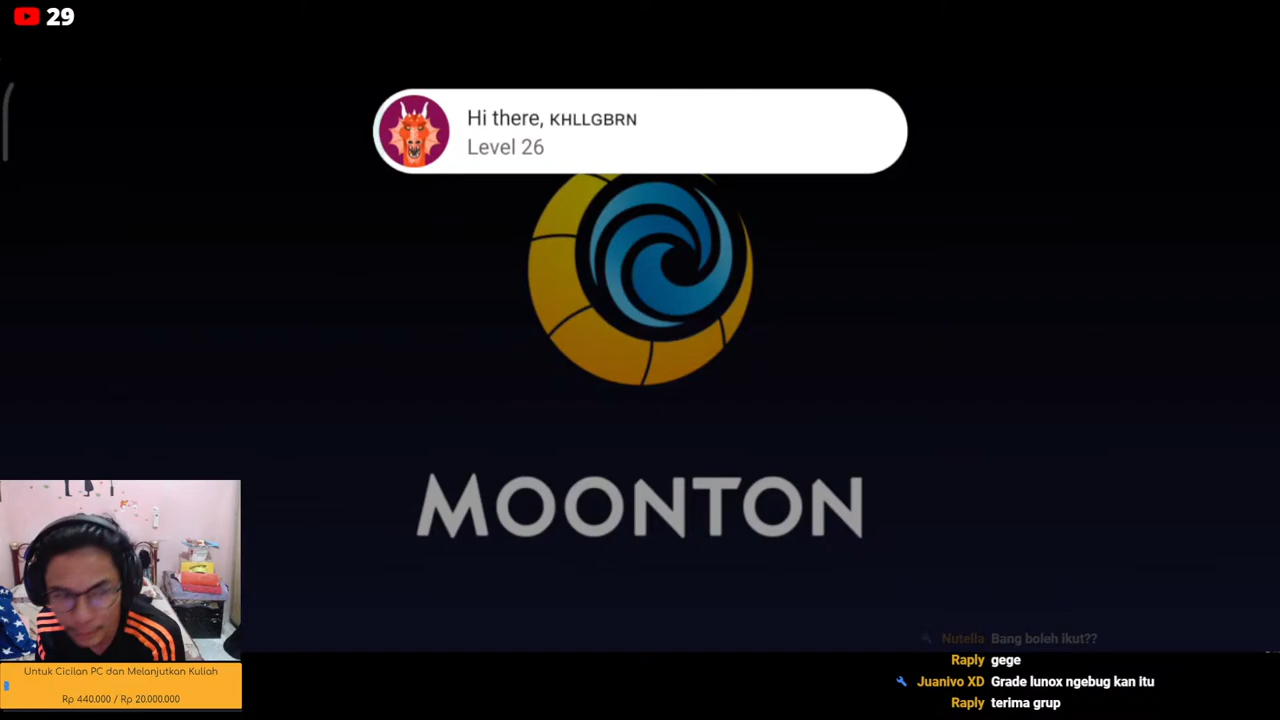 29
Hi there, KHLLGBRN
Level 26
MOONTON
Untuk Cicilan PC dan Melanjutkan Kuliah
Rp 440.000 / Rp 20.000.000
Nutella Bang boleh ikut??
Raply gege
Juanivo XD Grade lunox ngebug kan itu
Raply terima grup